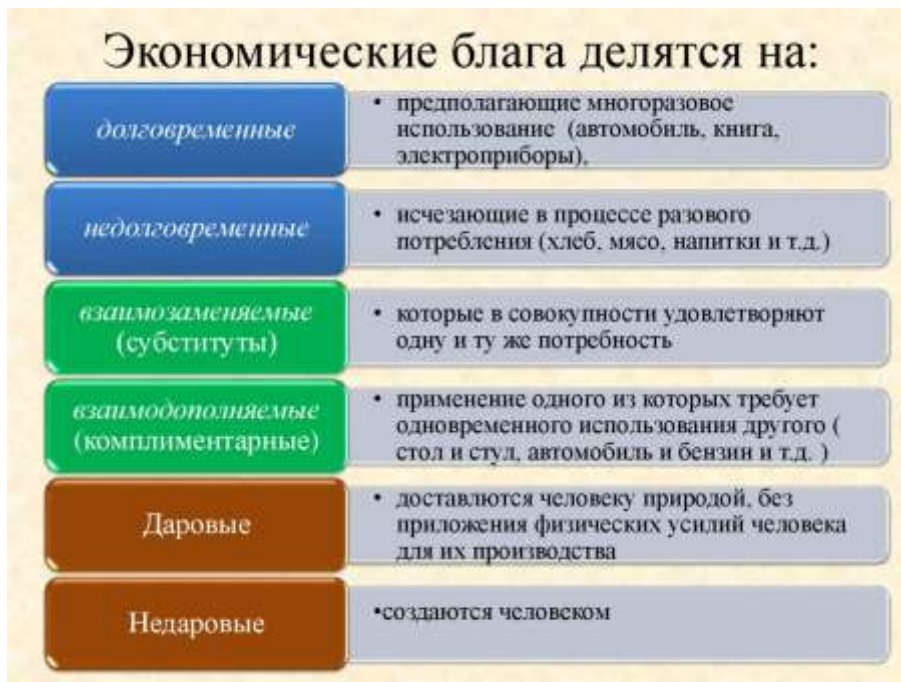 Экономические блага делятся на:
долговременные
• предполагающие многоразовое
использование (автомобиль, книга,
электроприборы),
недолговременные
• исчезающие в процессе разового
потребления (хлеб, мясо, напитки и т.д.)
взаимозаменяемые
(субституты)
• которые в совокупности удовлетворяют
одну и ту же потребность
взаимодополняемые
(комплиментарные)
• применение одного из которых требует
одновременного использования другого (
стол и стул, автомобиль и бензин и т.д. )
Даровые
• доставлются человеку природой, без
приложения физических усилий человека
для их производства
Недаровые
•создаются человеком